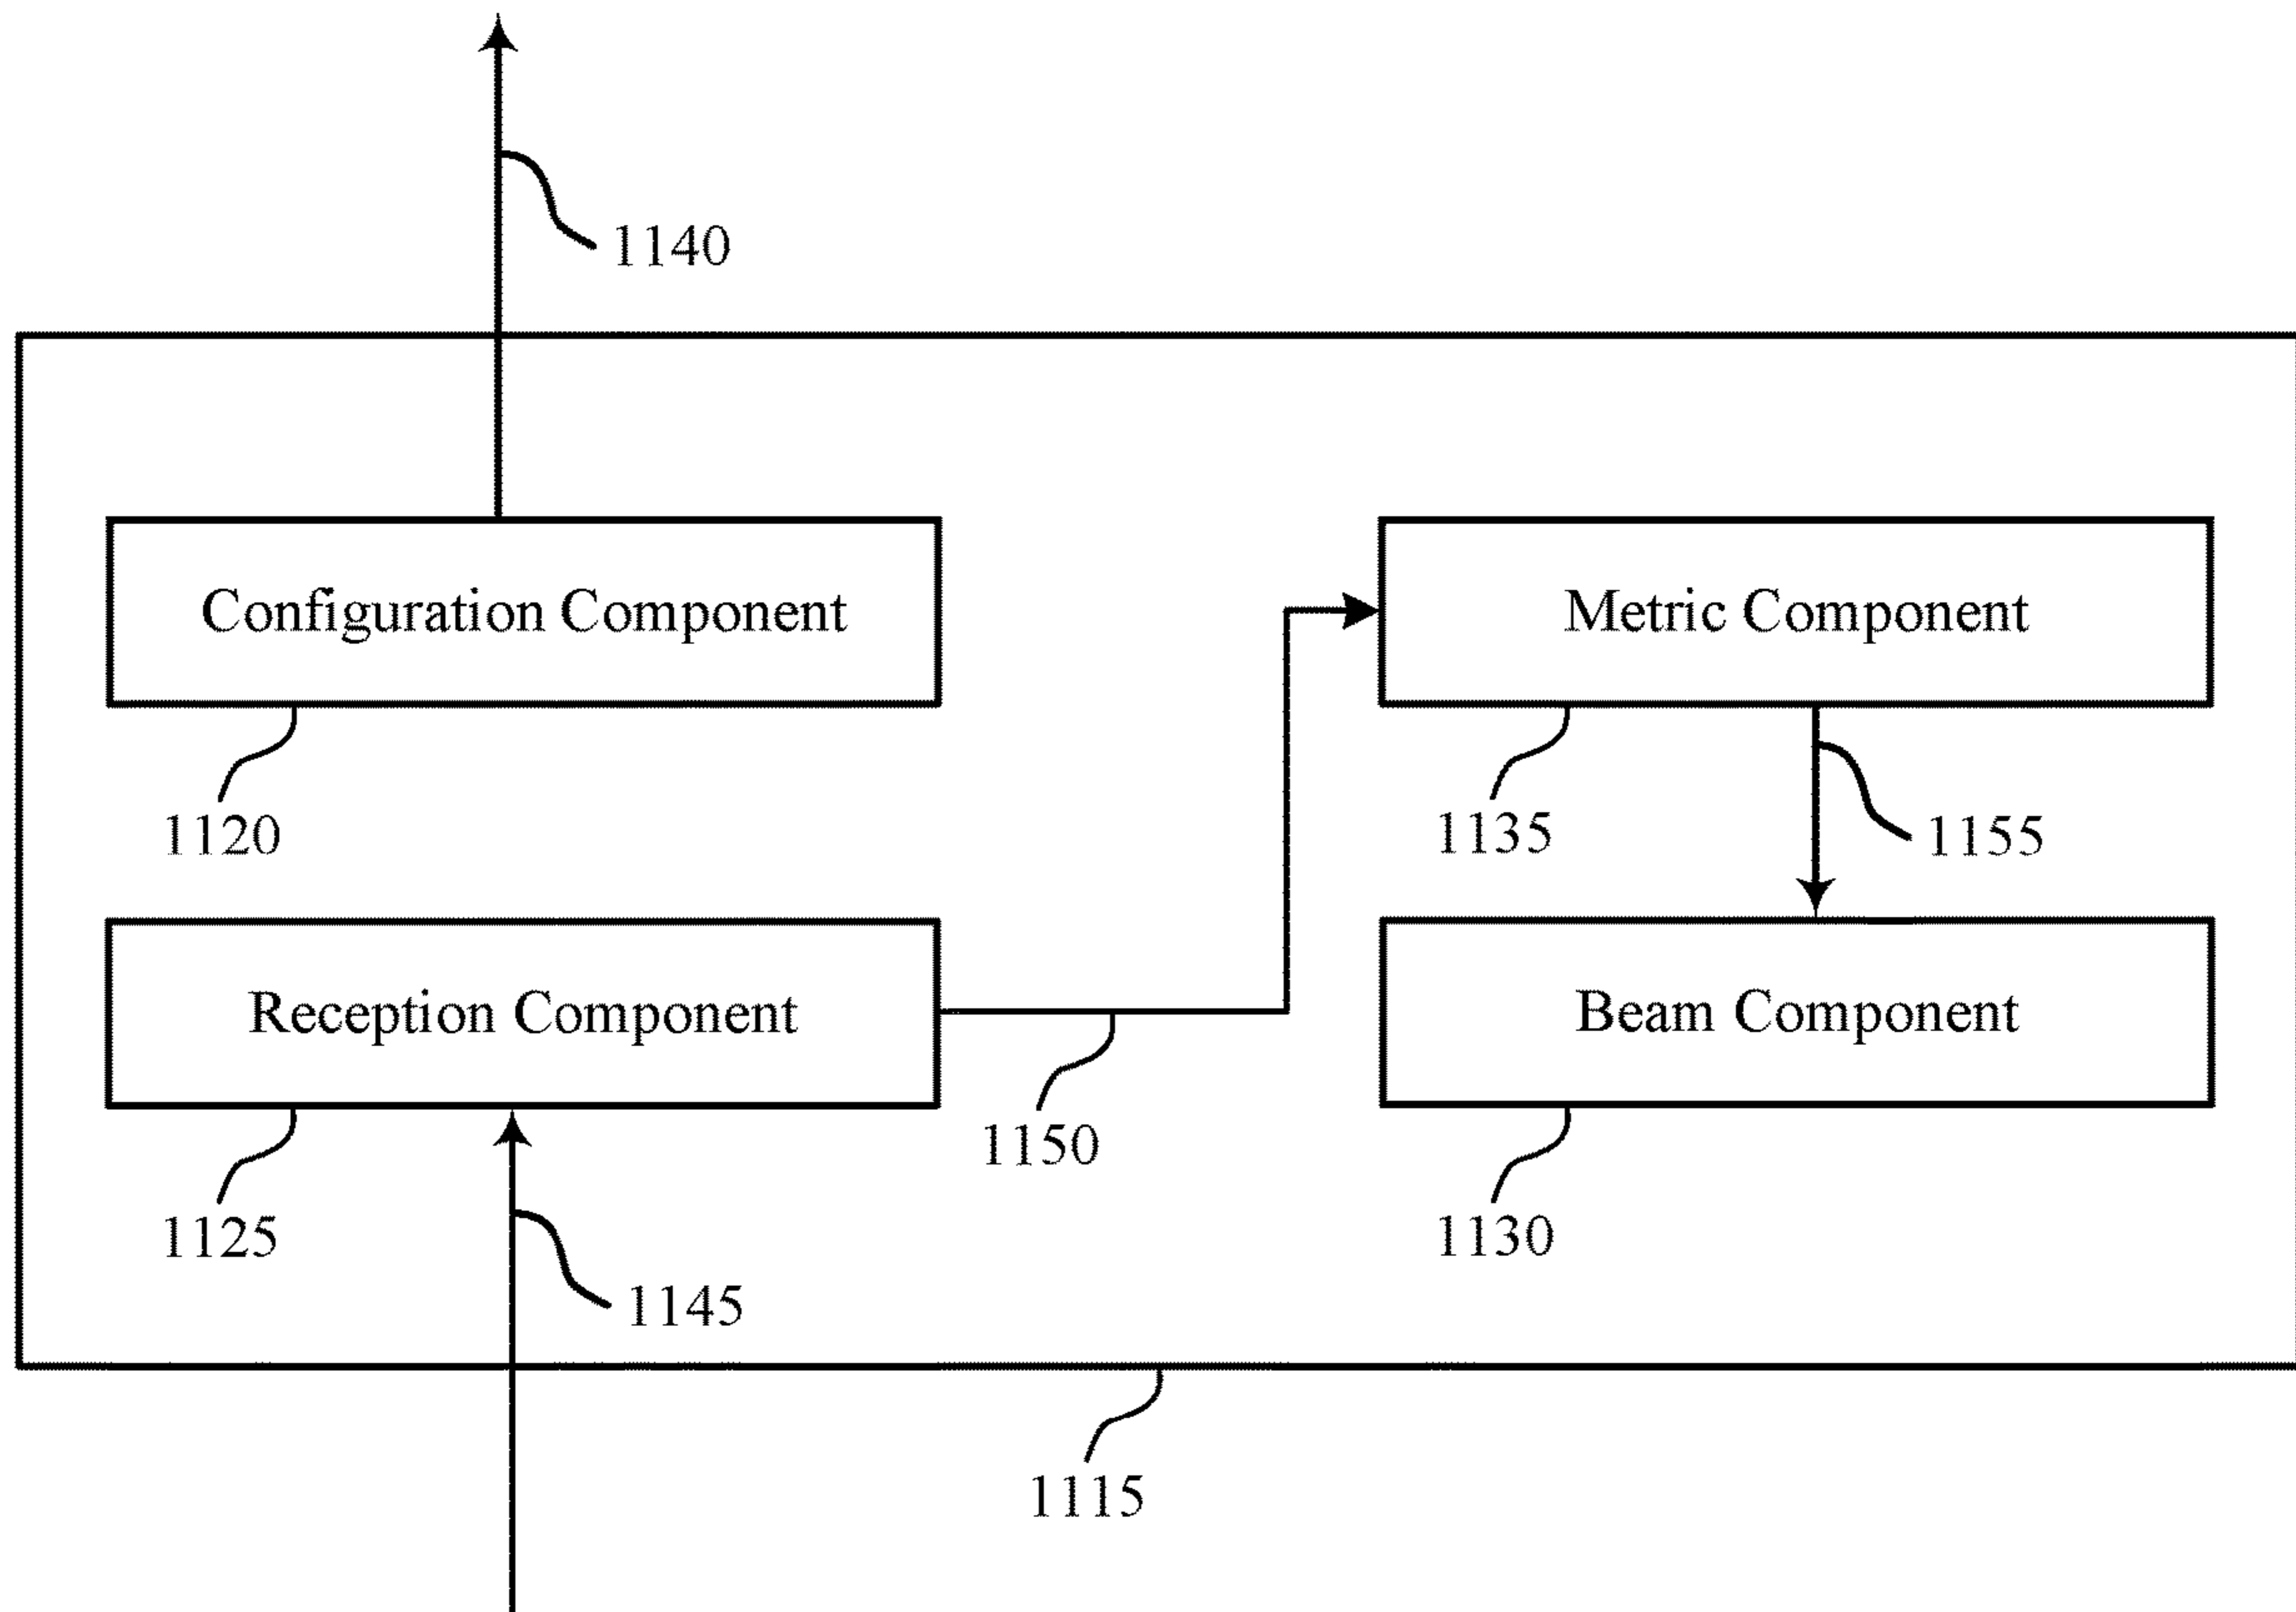 1140
Configuration Component
Metric Component
1120
1135
1155
Reception Component
Beam Component
1150
1125
1130
1145
1115